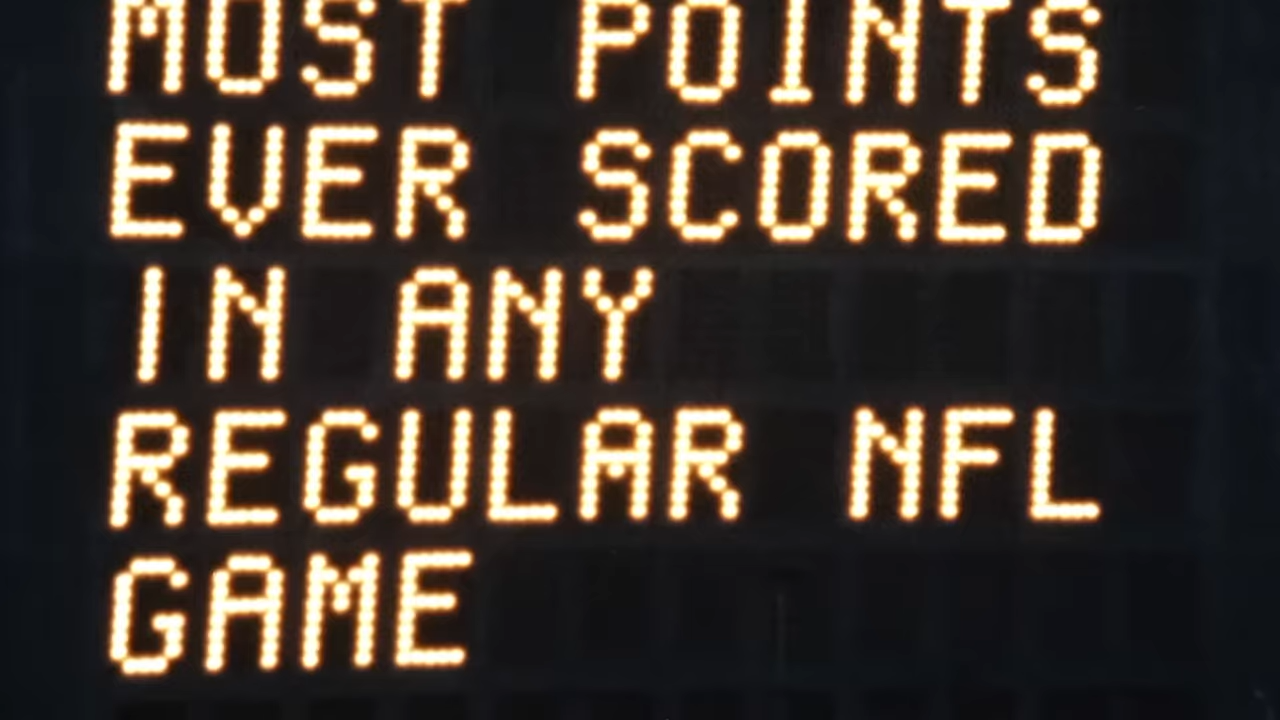 MOST POINTS
EVER SCORED
IN ANY
REGULAR NFL
GAME